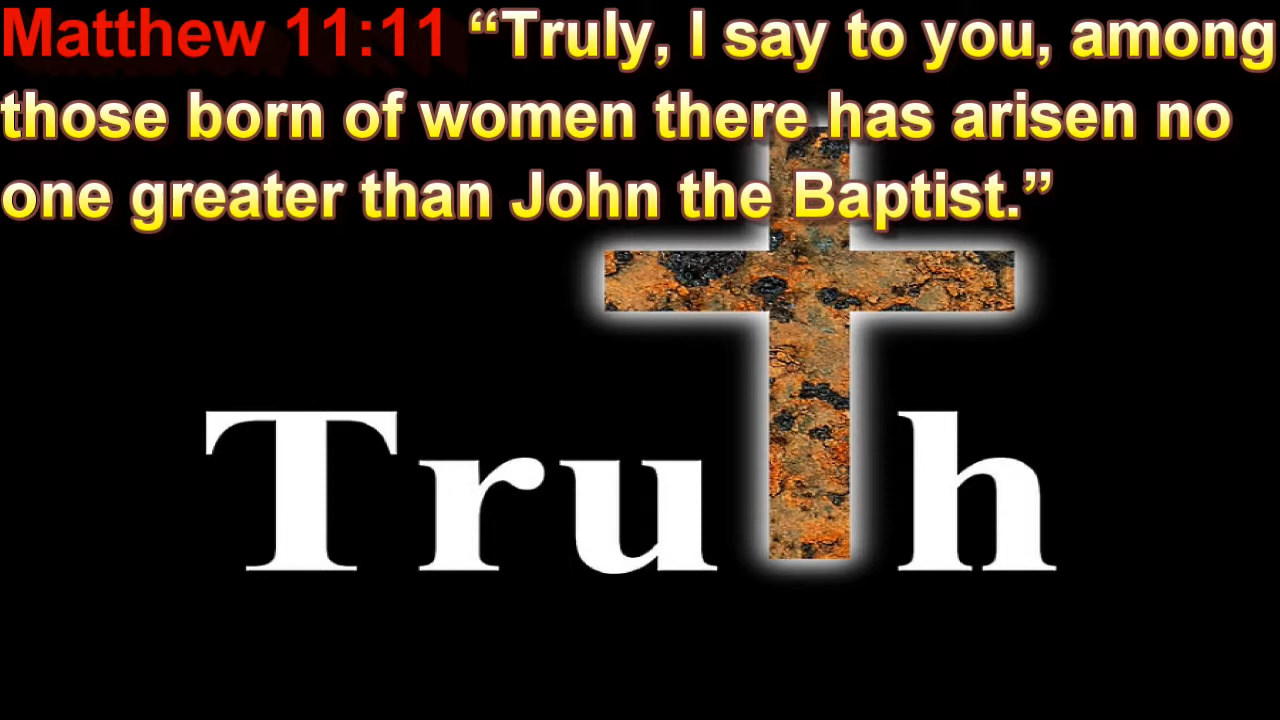 Matthew 11:11 “Truly, I say to you, among
those born of women there has arisen no
one greater than John the Baptist.”
Truth